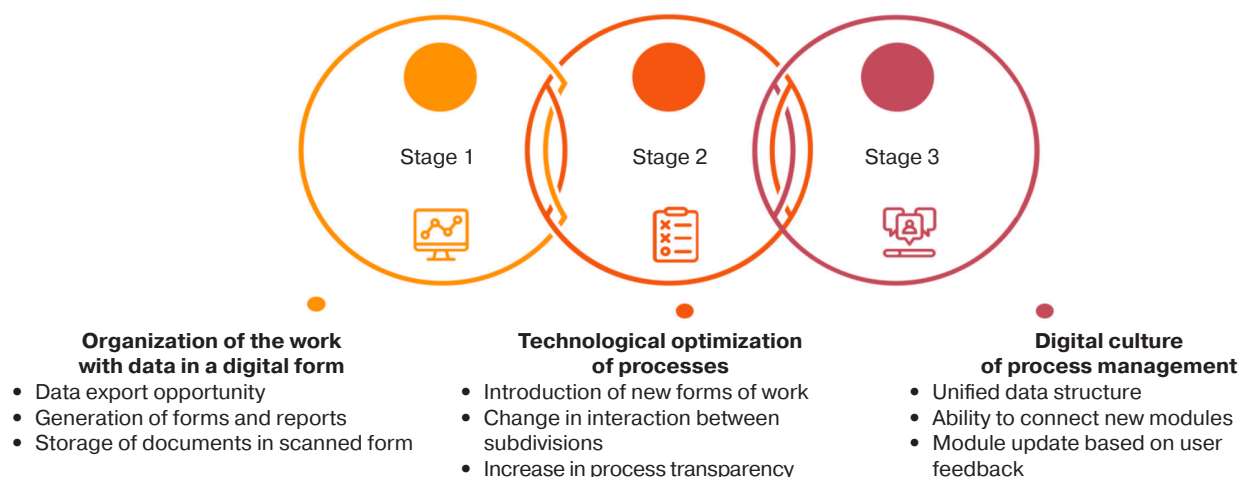 Stage 1
Stage 2
Stage 3
Organization of the work
with data in a digital form
• Data export opportunity
• Generation of forms and reports
• Storage of documents in scanned form
Technological optimization
of processes
• Introduction of new forms of work
• Change in interaction between
subdivisions
• Increase in process transparency
Digital culture
of process management
• Unified data structure
• Ability to connect new modules
• Module update based on user
feedback